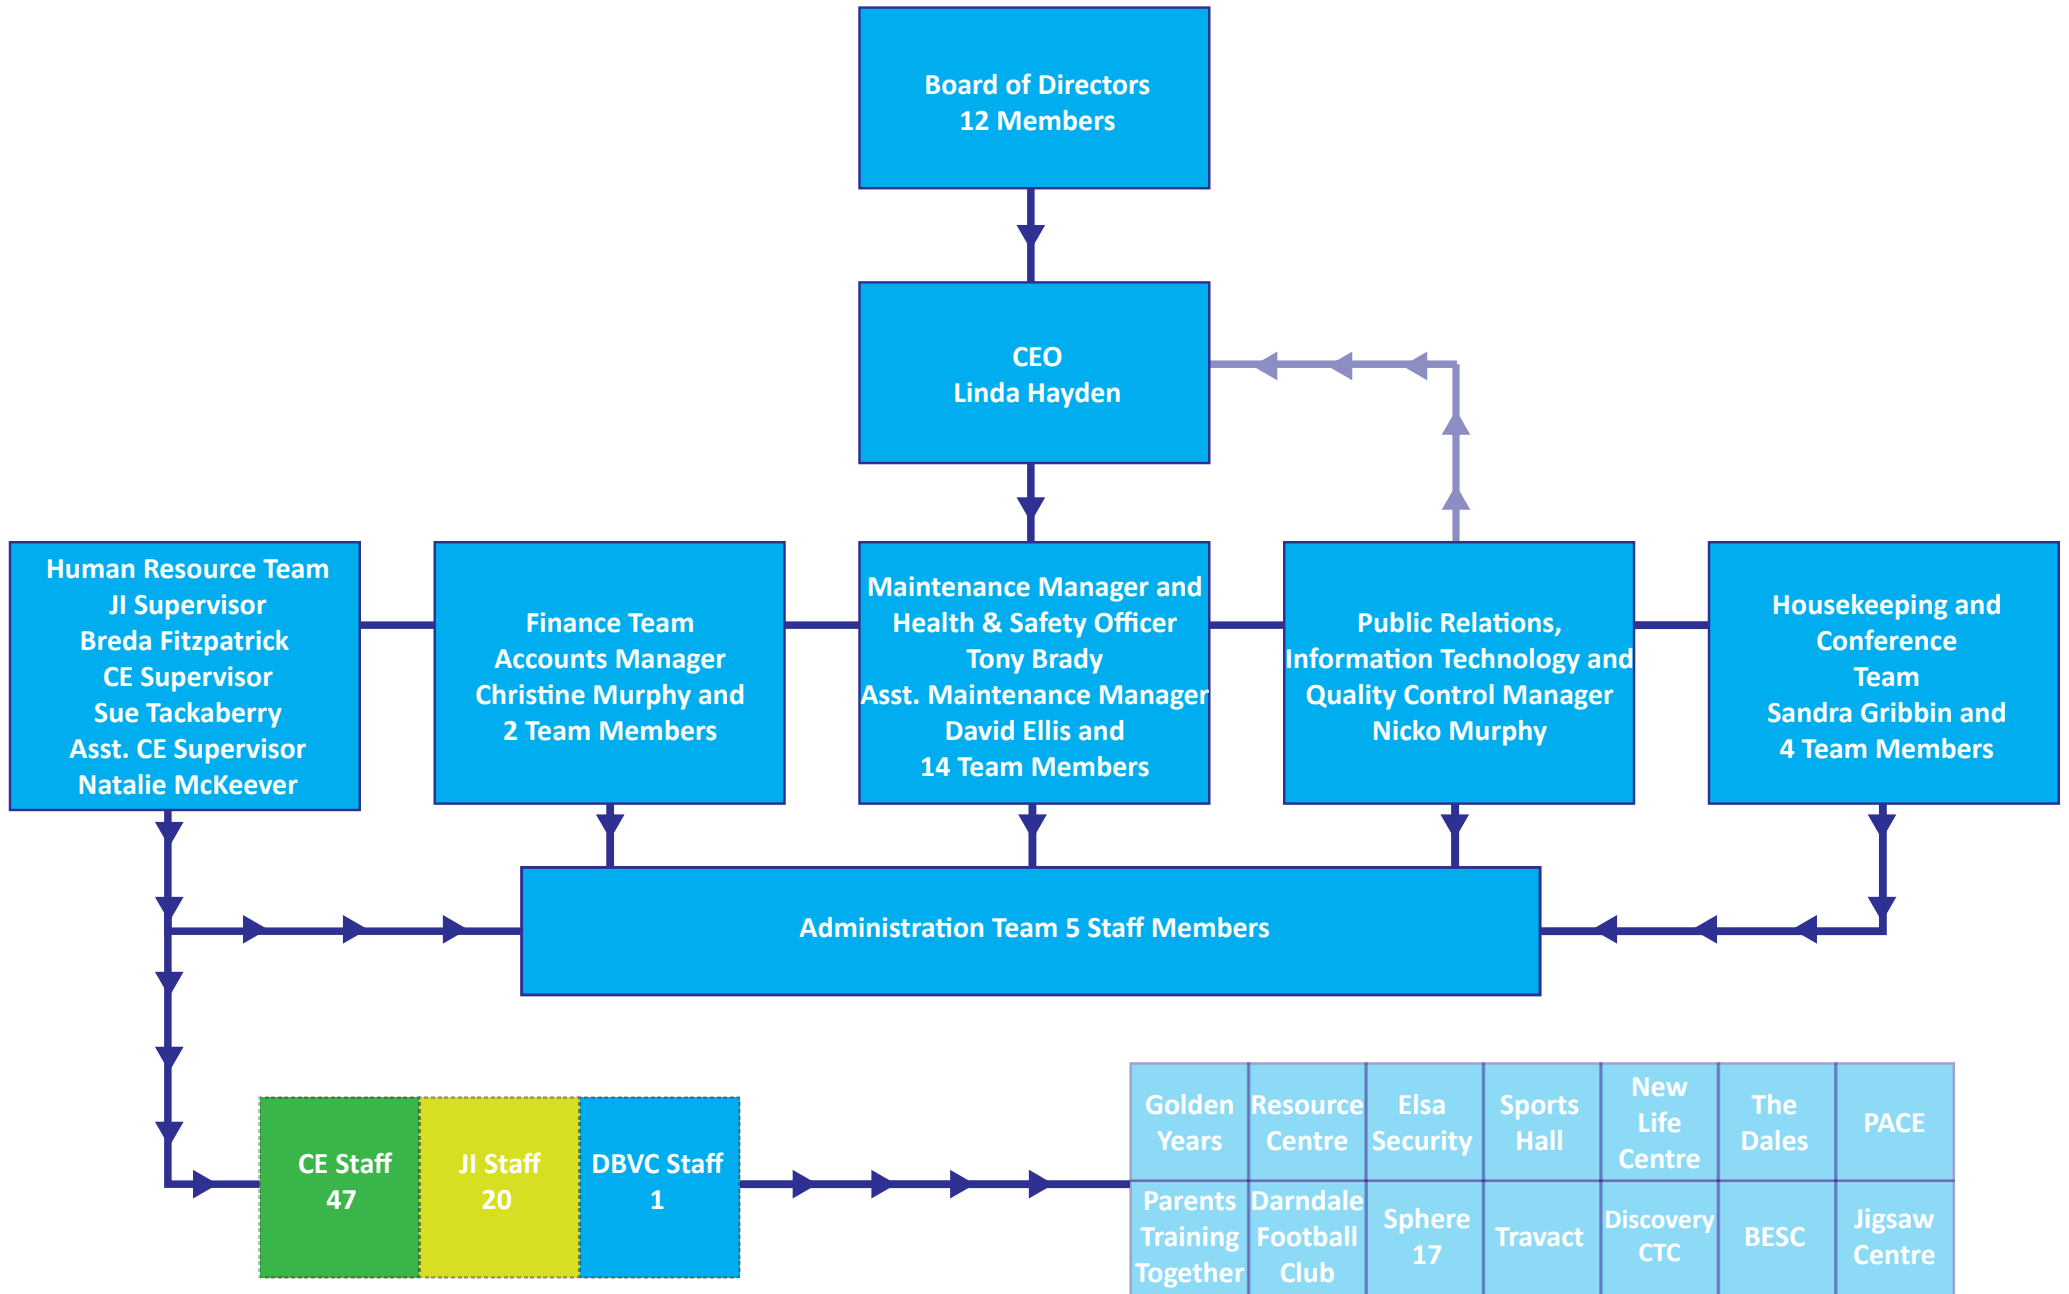 Board of Directors
12 Members
CEO
Linda Hayden
Human Resource Team
JI Supervisor
Breda Fitzpatrick
CE Supervisor
Sue Tackaberry
Asst. CE Supervisor
Natalie McKeever
Finance Team
Accounts Manager
Christine Murphy and
2 Team Members
Maintenance Manager and
Health & Safety Officer
Tony Brady
Asst. Maintenance Manager
David Ellis and
14 Team Members
Public Relations,
Information Technology and
Quality Control Manager
Nicko Murphy
Housekeeping and
Conference
Team
Sandra Gribbin and
4 Team Members
Administration Team 5 Staff Members
CE Staff
47
JI Staff
20
DBVC Staff
1
Golden
Years
Resource
Centre
Elsa
Security
Sports
Hall
New
Life
Centre
The
Dales
PACE
Parents
Training
Together
Darndale
Football
Club
Sphere
17
Travact
Discovery
CTC
BESC
Jigsaw
Centre